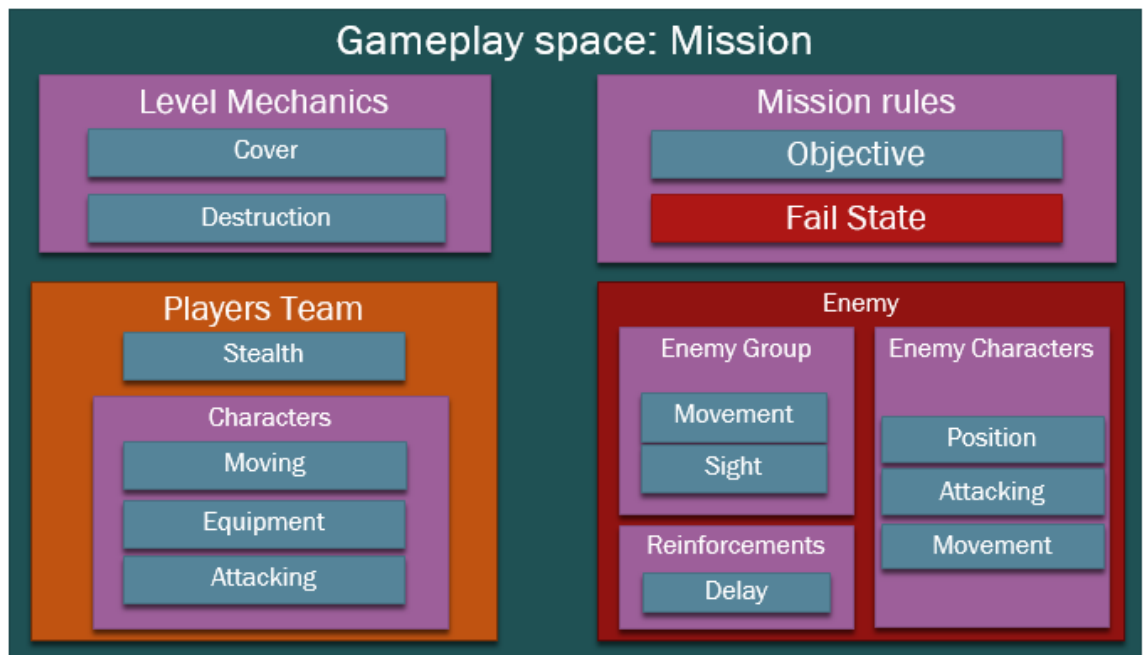 Gameplay space: Mission
Level Mechanics
Cover
Destruction
Mission rules
Objective
Fail State
Players Team
Stealth
Characters
Moving
Equipment
Attacking
Enemy
Enemy Group
Movement
Sight
Reinforcements
Delay
Enemy Characters
Position
Attacking
Movement